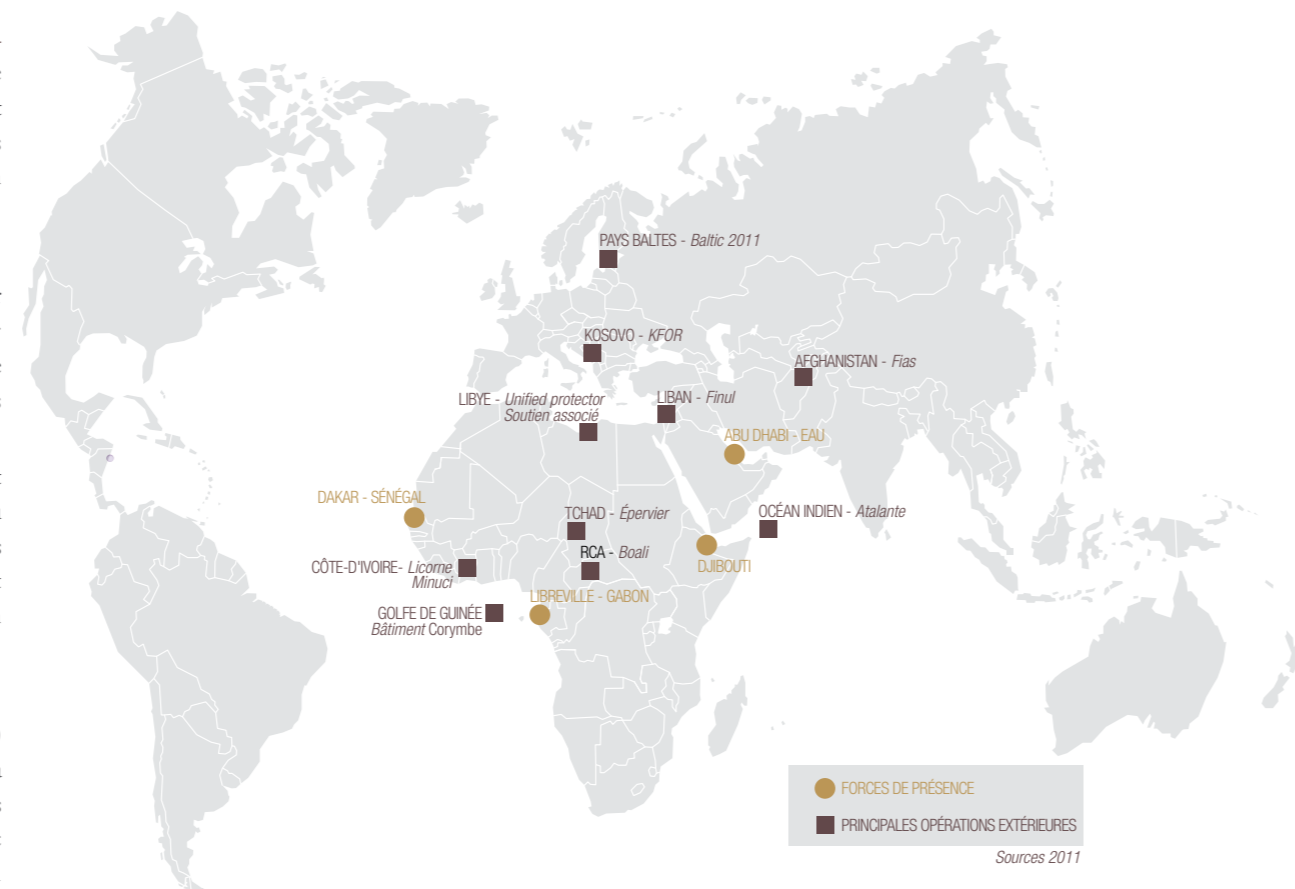 PAYS BALTES - Baltic 2011
KOSOVO - KFOR
AFGHANISTAN - Fias
LIBYE - Unified protector
Soutien associé
LIBAN - Finul
ABU DHABI - EAU
DAKAR - SÉNÉGAL
TCHAD - Épervier
OCÉAN INDIEN - Atalante
RCA - Boali
DJIBOUTI
CÔTE-D'IVOIRE- Licorne
Minuci
LIBREVILLE - GABON
GOLFE DE GUINÉE
Bâtiment Corymbe
FORCES DE PRÉSENCE
PRINCIPALES OPÉRATIONS EXTÉRIEURES
Sources 2011